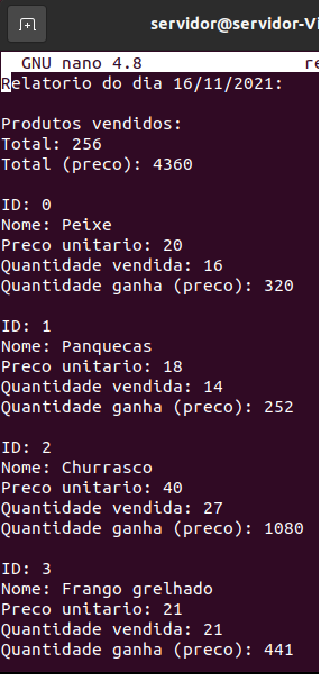 servidor@servidor-Vi
GNU nano 4.8 re
Relatorio do dia 16/11/2021:
Produtos vendidos:
Total: 256
Total (preco): 4360
ID: 0
Nome: Peixe
Preco unitario: 20
Quantidade vendida: 16
Quantidade ganha (preco): 320
ID: 1
Nome: Panquecas
Preco unitario: 18
Quantidade vendida: 14
Quantidade ganha (preco): 252
ID: 2
Nome: Churrasco
Preco unitario: 40
Quantidade vendida: 27
Quantidade ganha (preco): 1080
ID: 3
Nome: Frango grelhado
Preco unitario: 21
Quantidade vendida: 21
Quantidade ganha (preco): 441